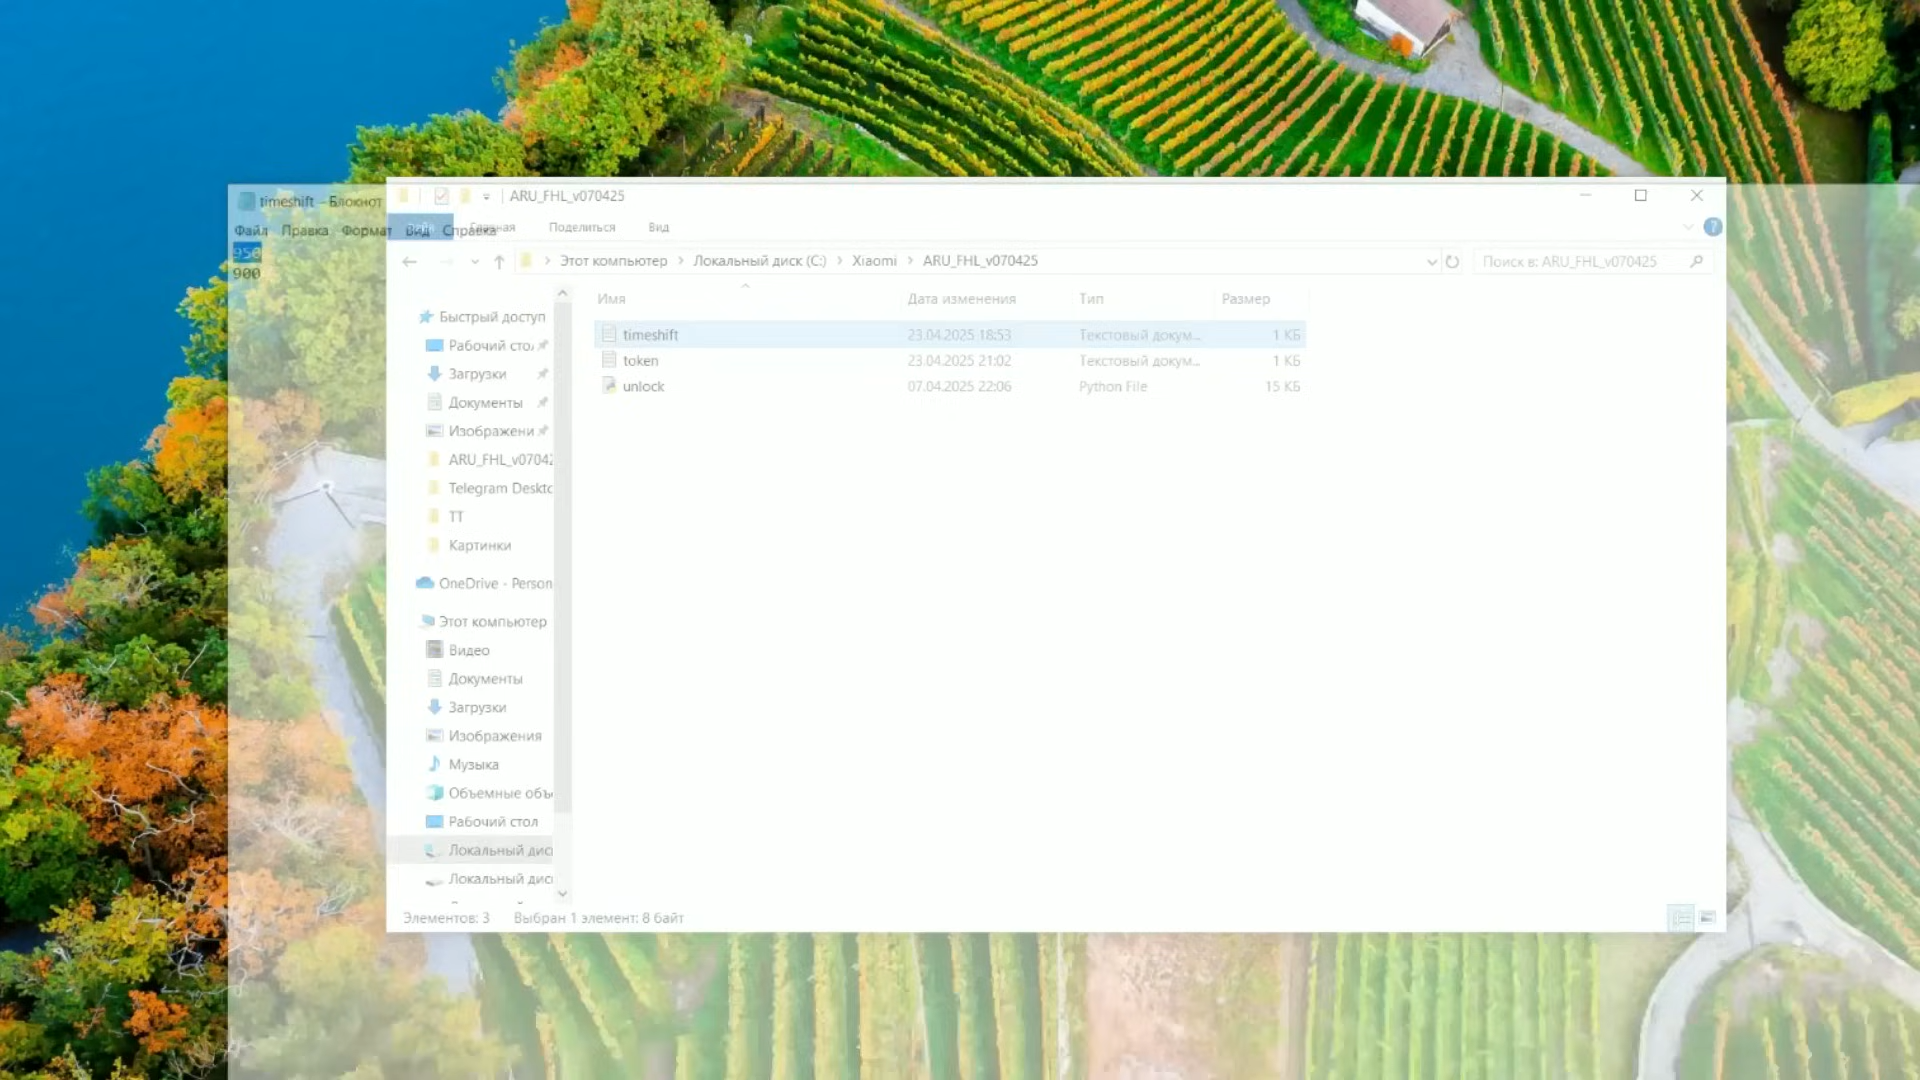 timeshift – Блокнот
Файл Правка Формат Вид Справка
950
900
ARU_FHL_v070425
Поделиться Вид
Этот компьютер > Локальный диск (C:) > Xiaomi > ARU_FHL_v070425
Поиск в: ARU_FHL_v070425
Имя Дата изменения Тип Размер
timeshift 23.04.2025 18:53 Текстовый докум... 1 КБ
token 23.04.2025 21:02 Текстовый докум... 1 КБ
unlock 07.04.2025 22:06 Python File 15 КБ
Быстрый доступ
Рабочий сто
Загрузки
Документы
Изображени
ARU_FHL_v07042
Telegram Deskto
TT
Картинки
OneDrive - Person
Этот компьютер
Видео
Документы
Загрузки
Изображения
Музыка
Объемные объ
Рабочий стол
Локальный дис
Локальный дис
Элементов: 3 Выбран 1 элемент: 8 байт